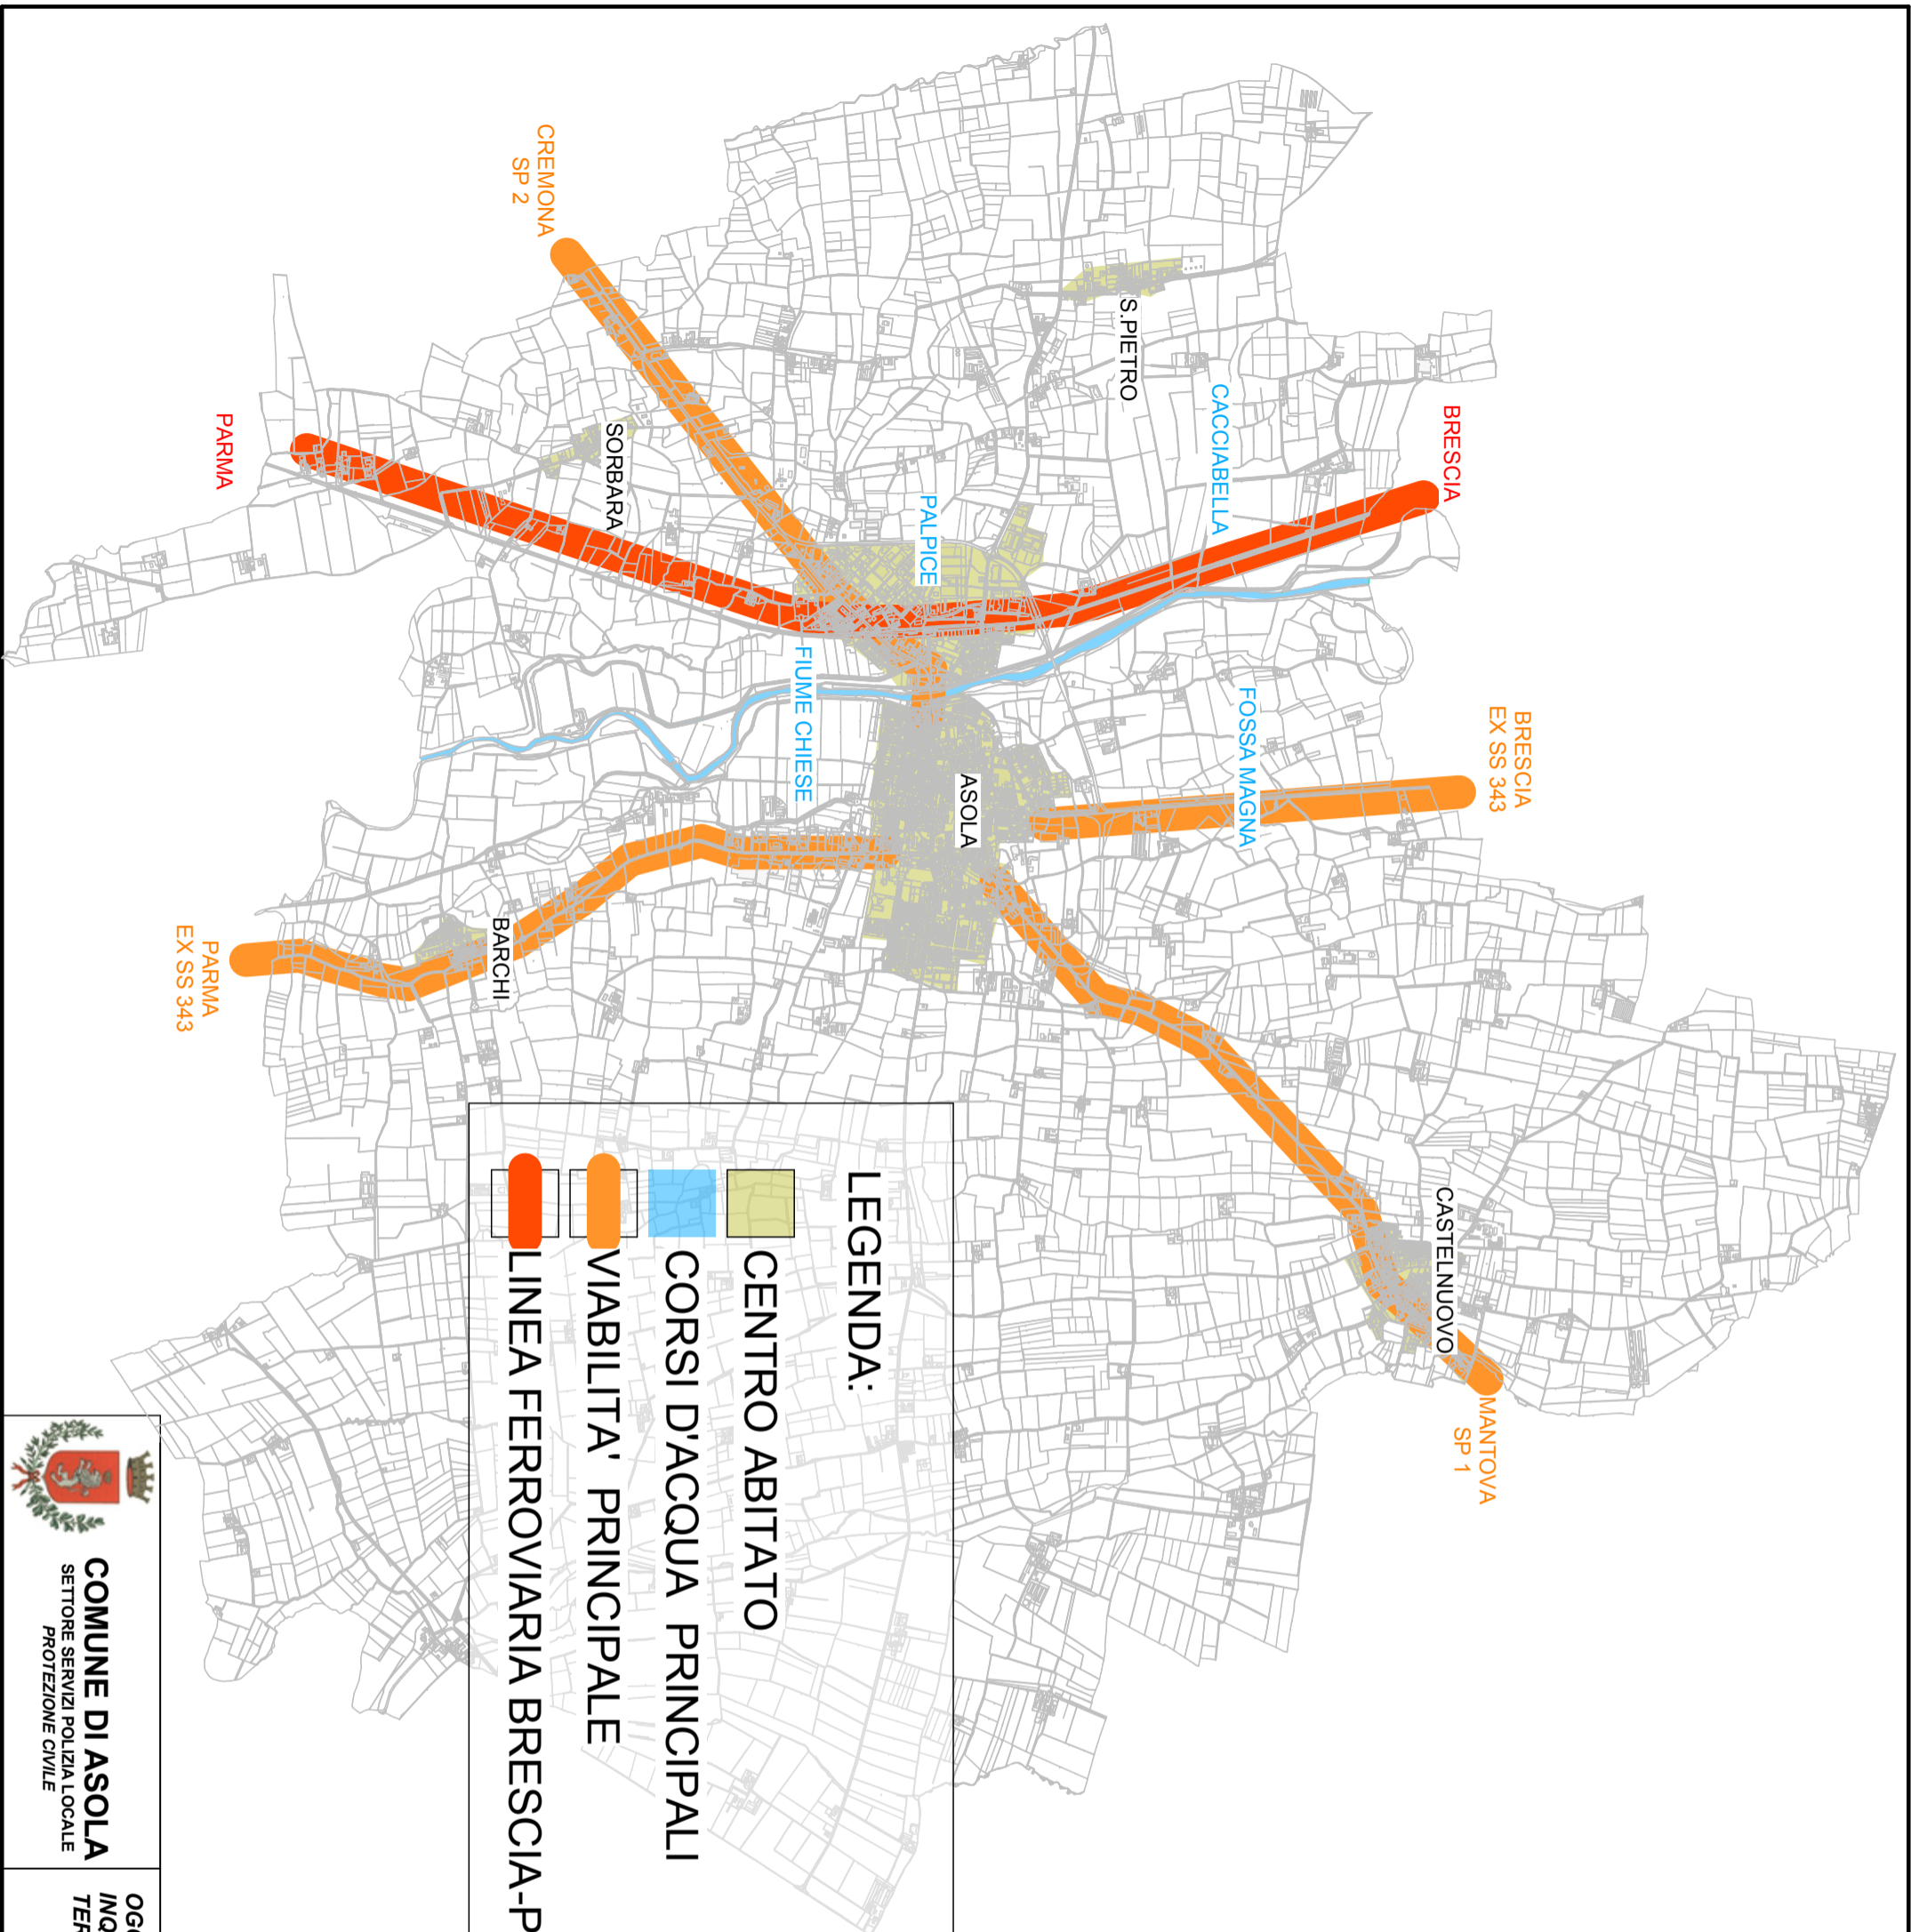 MANTOVA
SP 1
BRESCIA
EX SS 343
BRESCIA
CASTELNUOVO
FOSSA MAGNA
CACCIABELLA
S.PIETRO
ASOLA
PALPICE
FIUME CHIESE
SORBARA
CREMONA
SP 2
BARCHI
PARMA
PARMA
EX SS 343
LEGENDA:
CENTRO ABITATO
CORSI D'ACQUA PRINCIPALI
VIABILITA' PRINCIPALE
LINEA FERROVIARIA BRESCIA-P
COMUNE DI ASOLA
SETTORE SERVIZI POLIZIA LOCALE
PROTEZIONE CIVILE